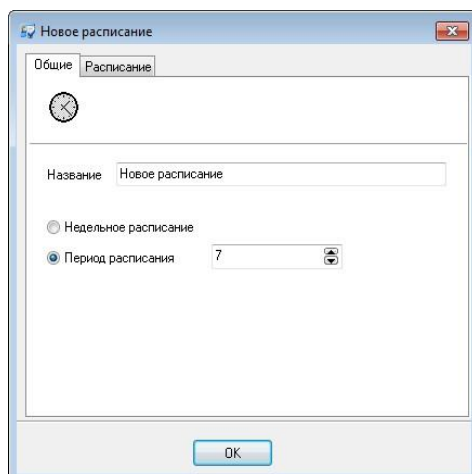 Новое расписание
Общие Расписание
Название Новое расписание
Недельное расписание
Период расписания 7
OK